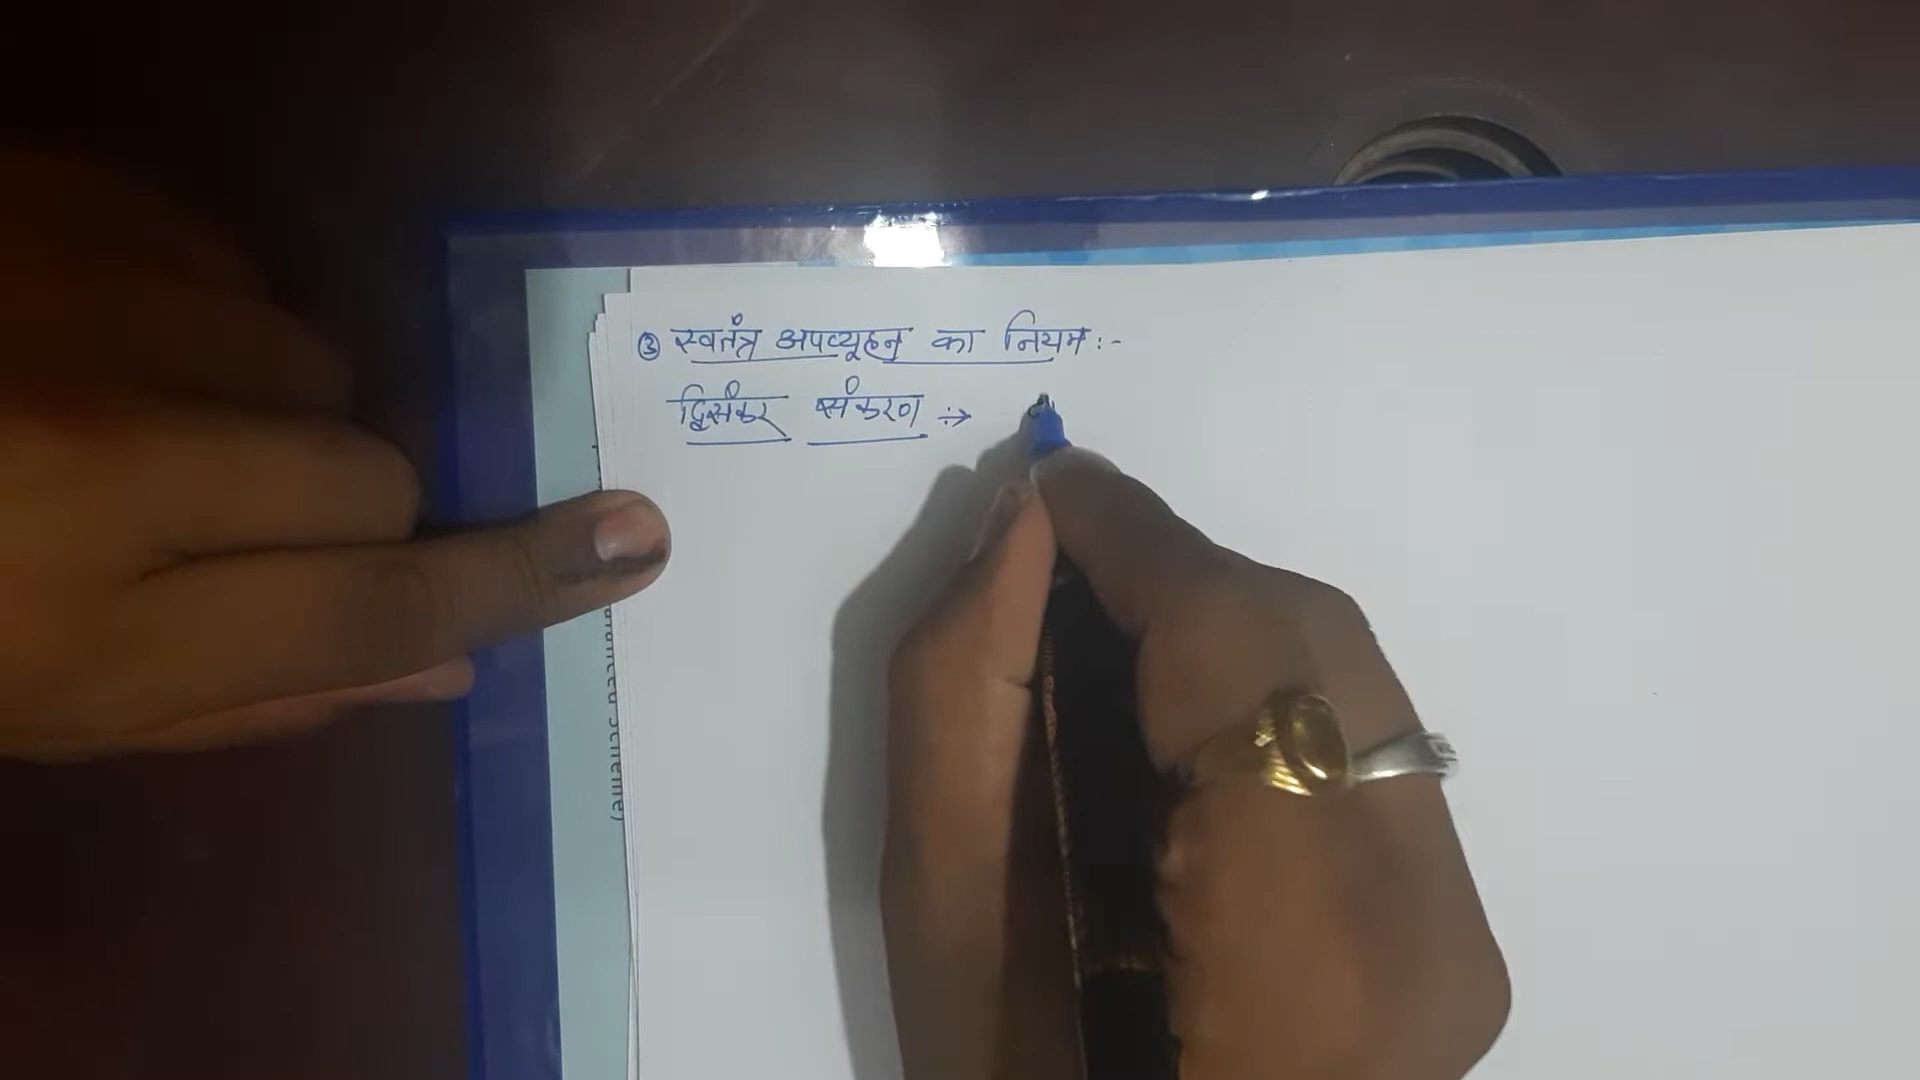 ③ स्वतंत्र अपव्यूहन का नियम :-
द्विसंकर संकरण ÷>